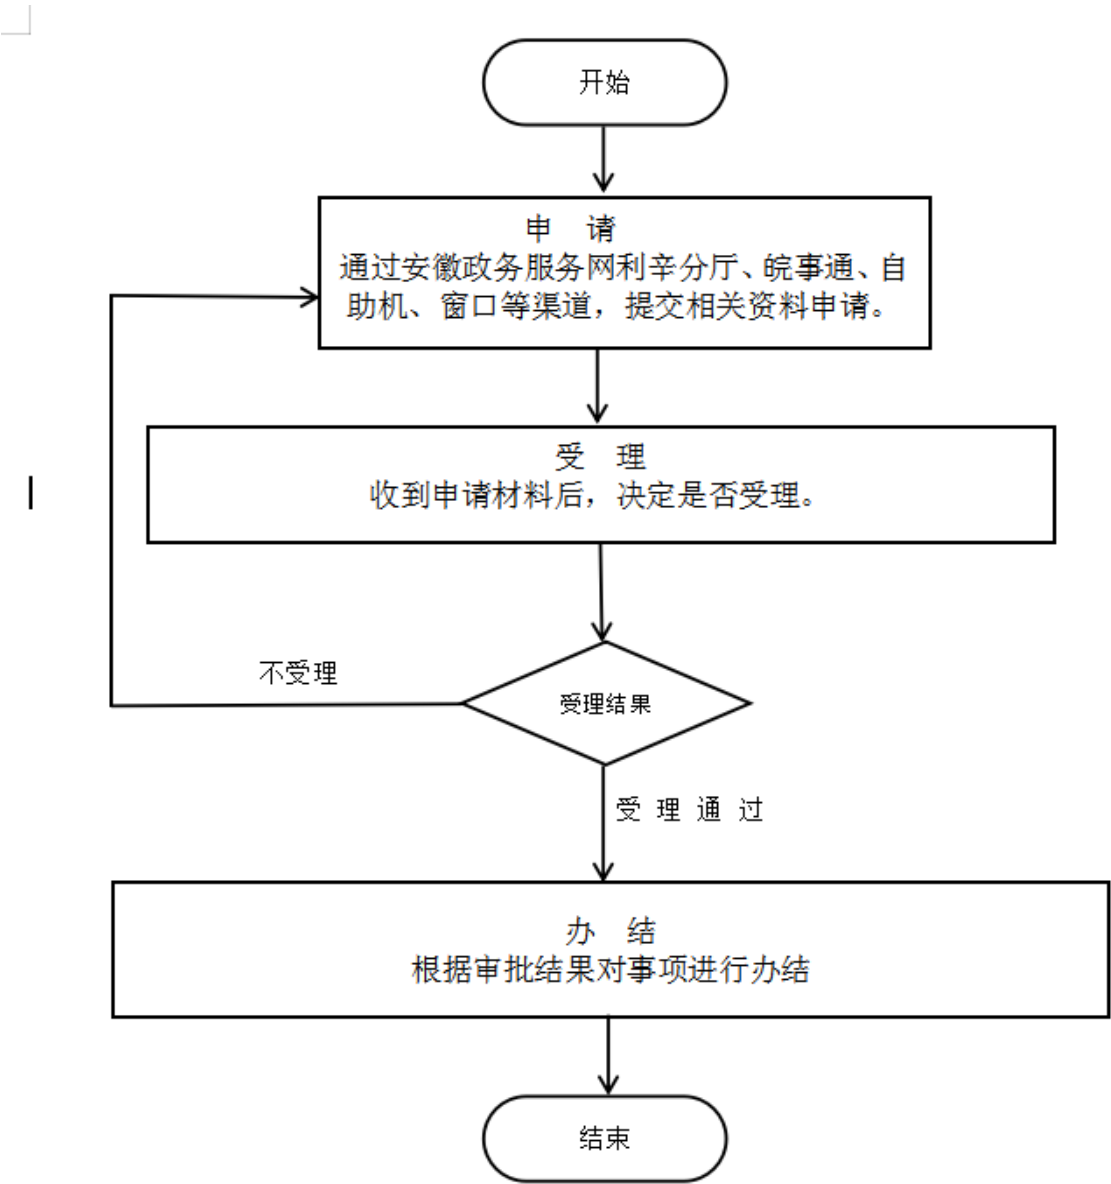 开始
申 请
通过安徽政务服务网利辛分厅、皖事通、自
助机、窗口等渠道，提交相关资料申请。
受 理
收到申请材料后，决定是否受理。
不受理
受理结果
受 理 通 过
办 结
根据审批结果对事项进行办结
结束